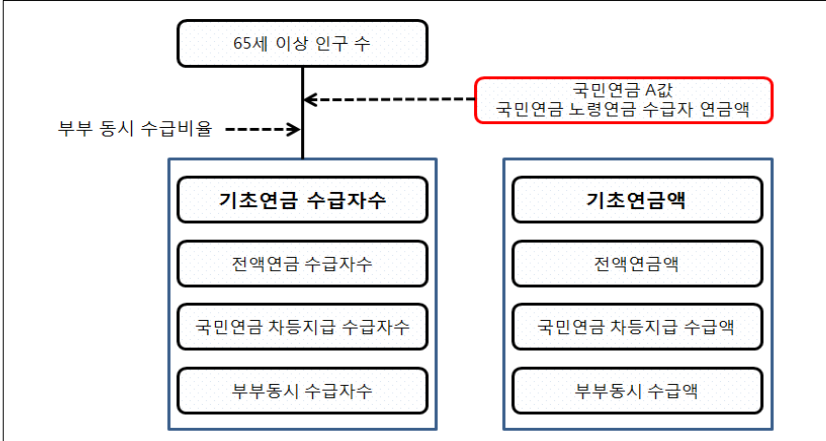 65세 이상 인구 수
국민연금 A값
국민연금 노령연금 수급자 연금액
부부 동시 수급비율
기초연금 수급자수
전액연금 수급자수
국민연금 차등지급 수급자수
부부동시 수급자수
기초연금액
전액연금액
국민연금 차등지급 수급액
부부동시 수급액